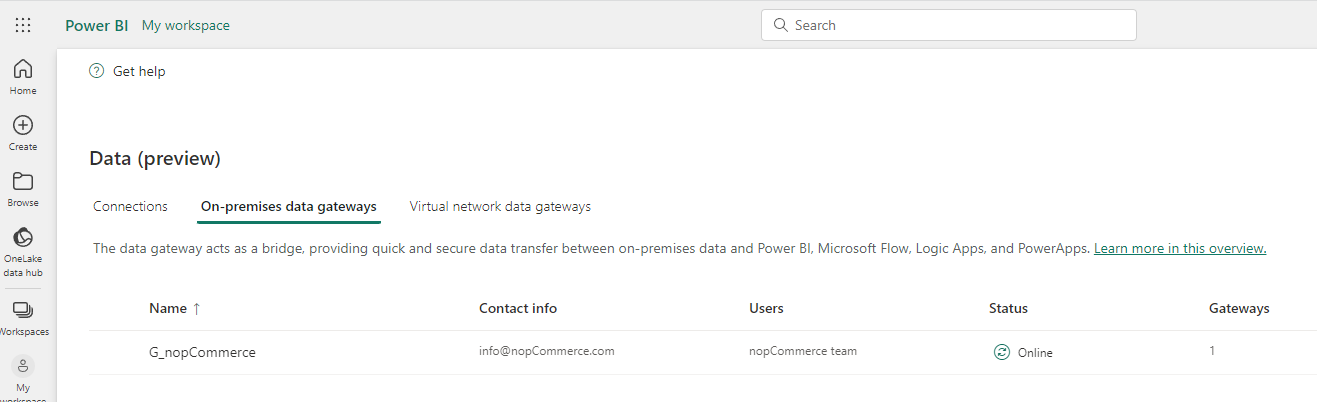 Power BI My workspace Search
Home
Create
Browse
OneLake
data hub
Workspaces
My
workspace
Get help
Data (preview)
Connections On-premises data gateways Virtual network data gateways
The data gateway acts as a bridge, providing quick and secure data transfer between on-premises data and Power BI, Microsoft Flow, Logic Apps, and PowerApps. Learn more in this overview.
Name ↑ Contact info Users Status Gateways
G_nopCommerce info@nopCommerce.com nopCommerce team Online 1